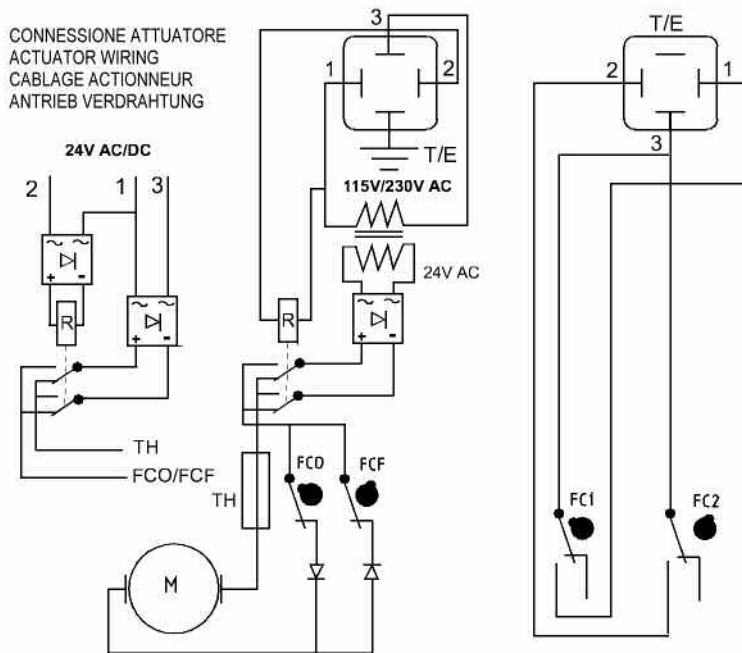 CONNESSIONE ATTUATORE
ACTUATOR WIRING
CABLAGE ACTIONNEUR
ANTRIEB VERDRAHTUNG
24V AC/DC
2 1 3
~ ~
+ -
R
~ ~
+ -
TH
FCO/FCF
3
1 2
T/E
115V/230V AC
24V AC
~ ~
R
+ -
FCO FCF
TH
M
T/E
2 1
3
FC1 FC2